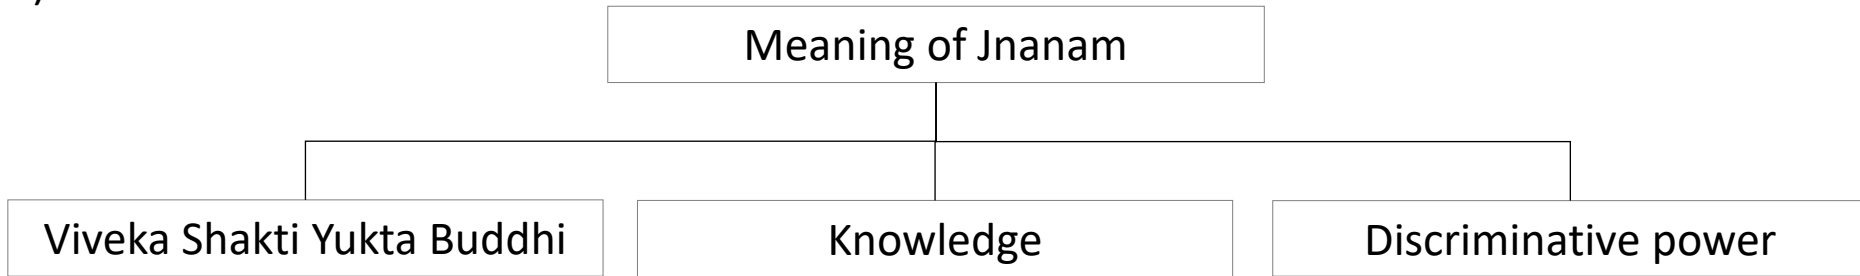 Meaning of Jnanam
Viveka Shakti Yukta Buddhi
Knowledge
Discriminative power